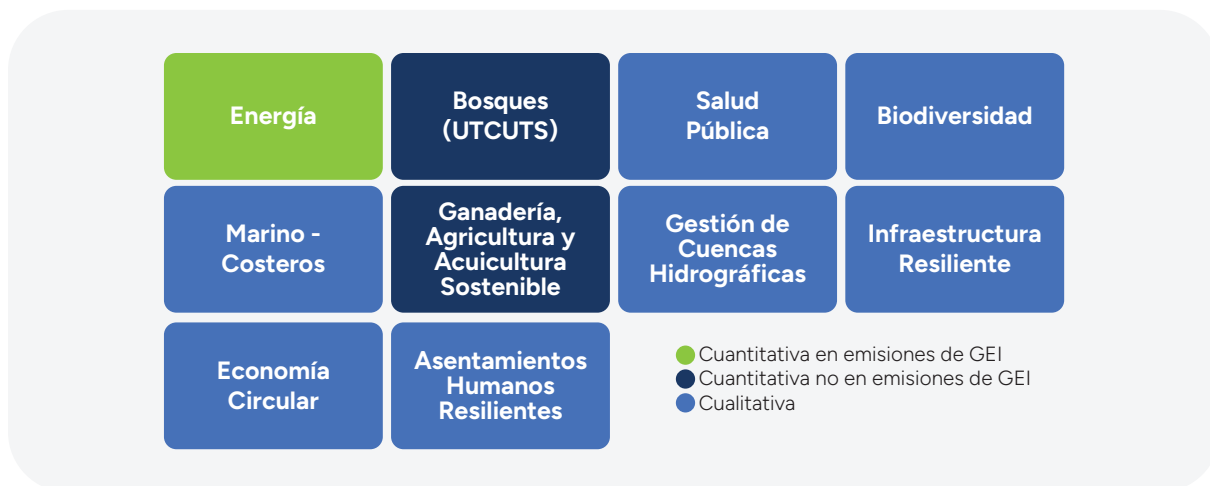 Energía
Bosques
(UTCUTS)
Salud
Pública
Biodiversidad
Marino -
Costeros
Ganadería,
Agricultura y
Acuicultura
Sostenible
Gestión de
Cuencas
Hidrográficas
Infraestructura
Resiliente
Economía
Circular
Asentamientos
Humanos
Resilientes
Cuantitativa en emisiones de GEI
Cuantitativa no en emisiones de GEI
Cualitativa